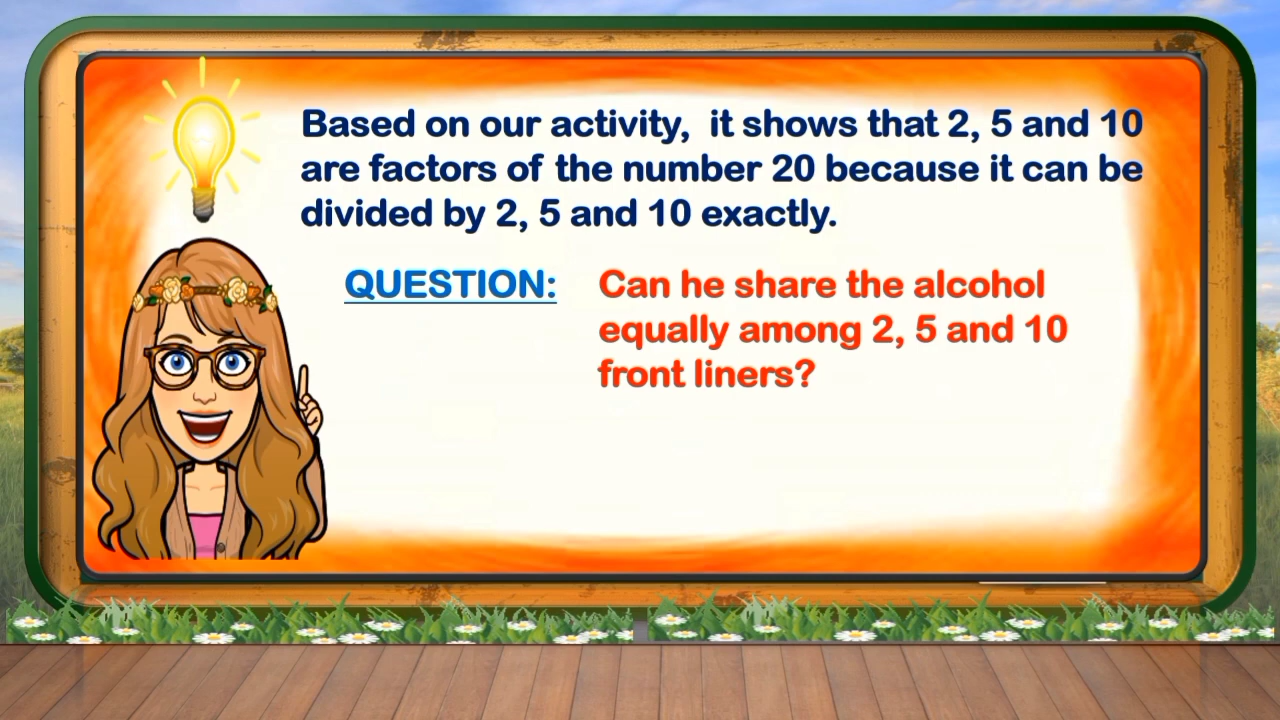 Based on our activity,  it shows that 2, 5 and 10
are factors of the number 20 because it can be
divided by 2, 5 and 10 exactly.
QUESTION:
Can he share the alcohol
equally among 2, 5 and 10
front liners?